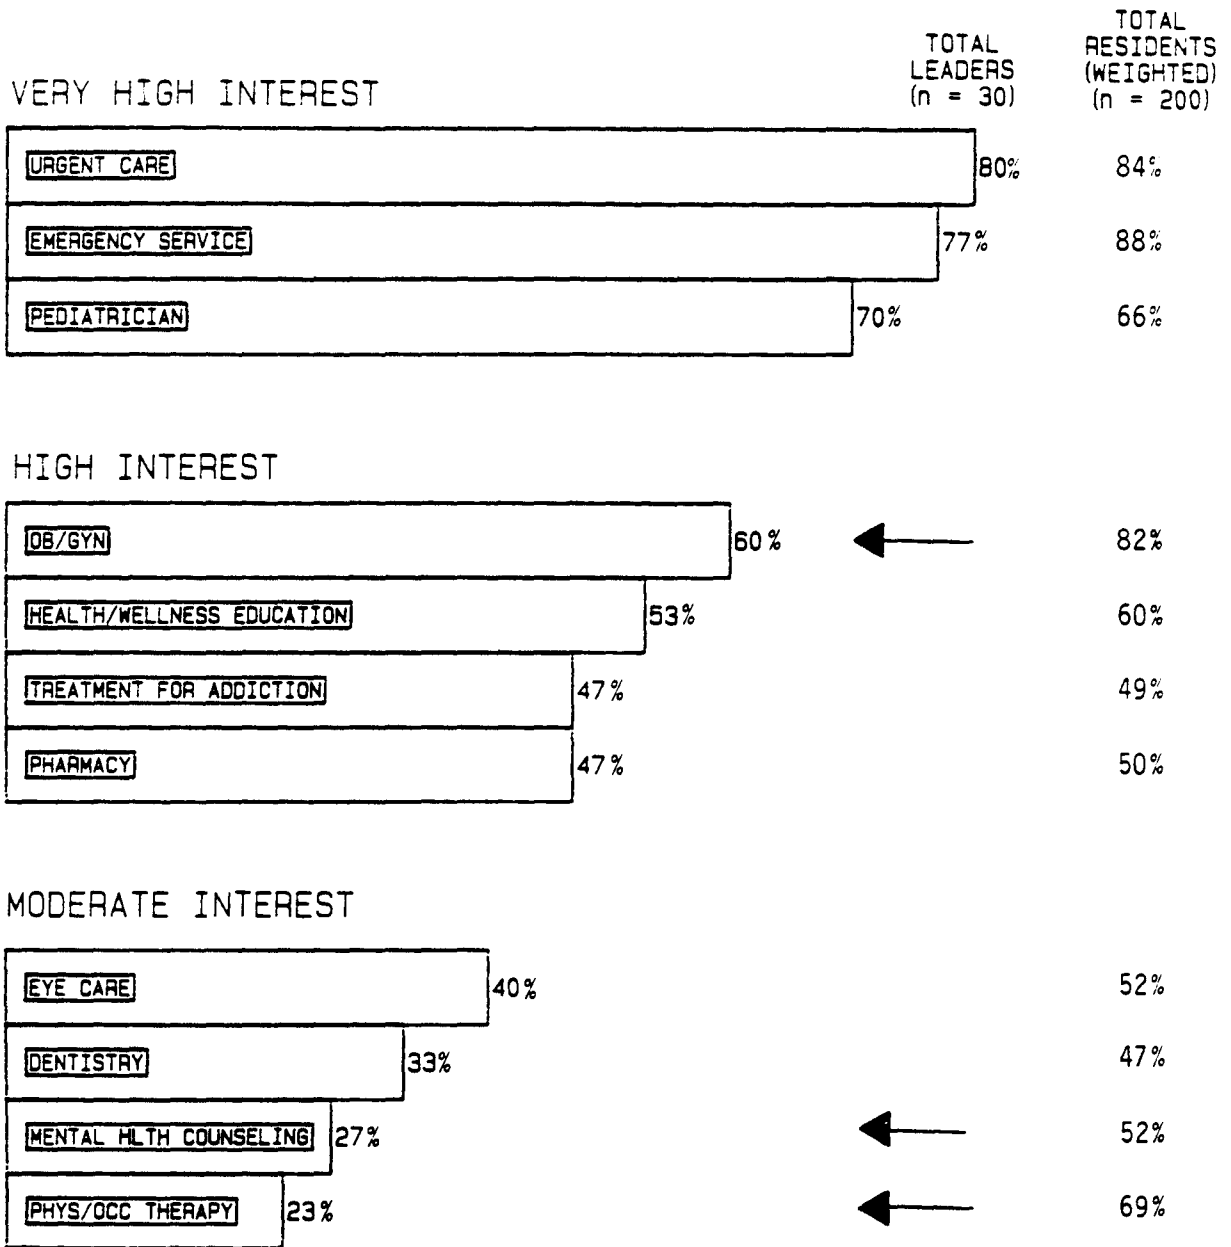 TOTAL
LEADERS
(n = 30)
TOTAL
RESIDENTS
(WEIGHTED)
(n = 200)
VERY HIGH INTEREST
URGENT CARE 80% 84%
EMERGENCY SERVICE 77% 88%
PEDIATRICIAN 70% 66%
HIGH INTEREST
OB/GYN 60% 82%
HEALTH/WELLNESS EDUCATION 53% 60%
TREATMENT FOR ADDICTION 47% 49%
PHARMACY 47% 50%
MODERATE INTEREST
EYE CARE 40% 52%
DENTISTRY 33% 47%
MENTAL HLTH COUNSELING 27% 52%
PHYS/OCC THERAPY 23% 69%